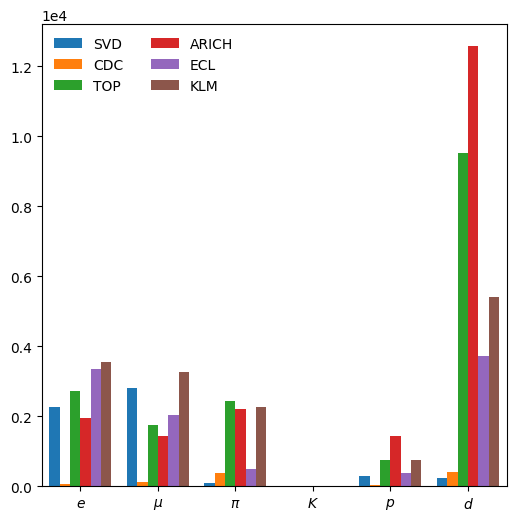 1e4
SVD
CDC
TOP
ARICH
ECL
KLM
1.2
1.0
0.8
0.6
0.4
0.2
0.0
e μ π K p d